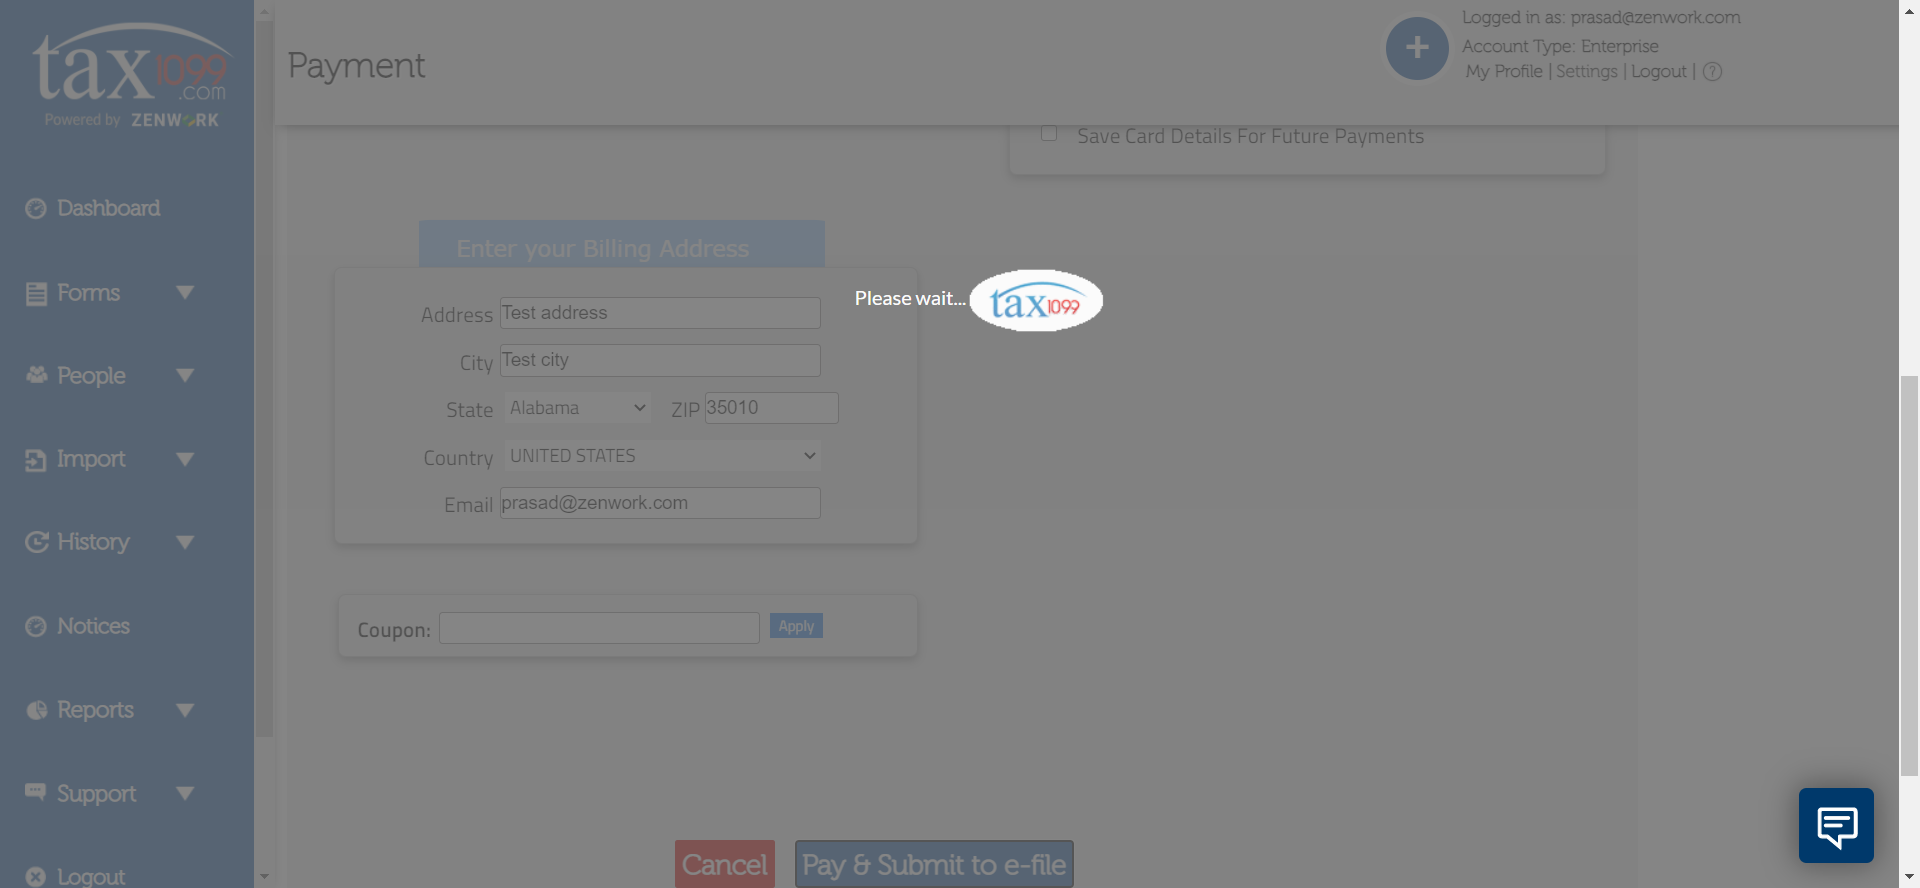 tax1099
.com
Powered by ZENWORK
Dashboard
Forms
People
Import
History
Notices
Reports
Support
Logout
Payment
+
Logged in as: prasad@zenwork.com
Account Type: Enterprise
My Profile | Settings | Logout | ?
Save Card Details For Future Payments
Enter your Billing Address
Address Test address
City Test city
State Alabama ZIP 35010
Country UNITED STATES
Email prasad@zenwork.com
Please wait... tax1099
Coupon: Apply
Cancel Pay & Submit to e-file